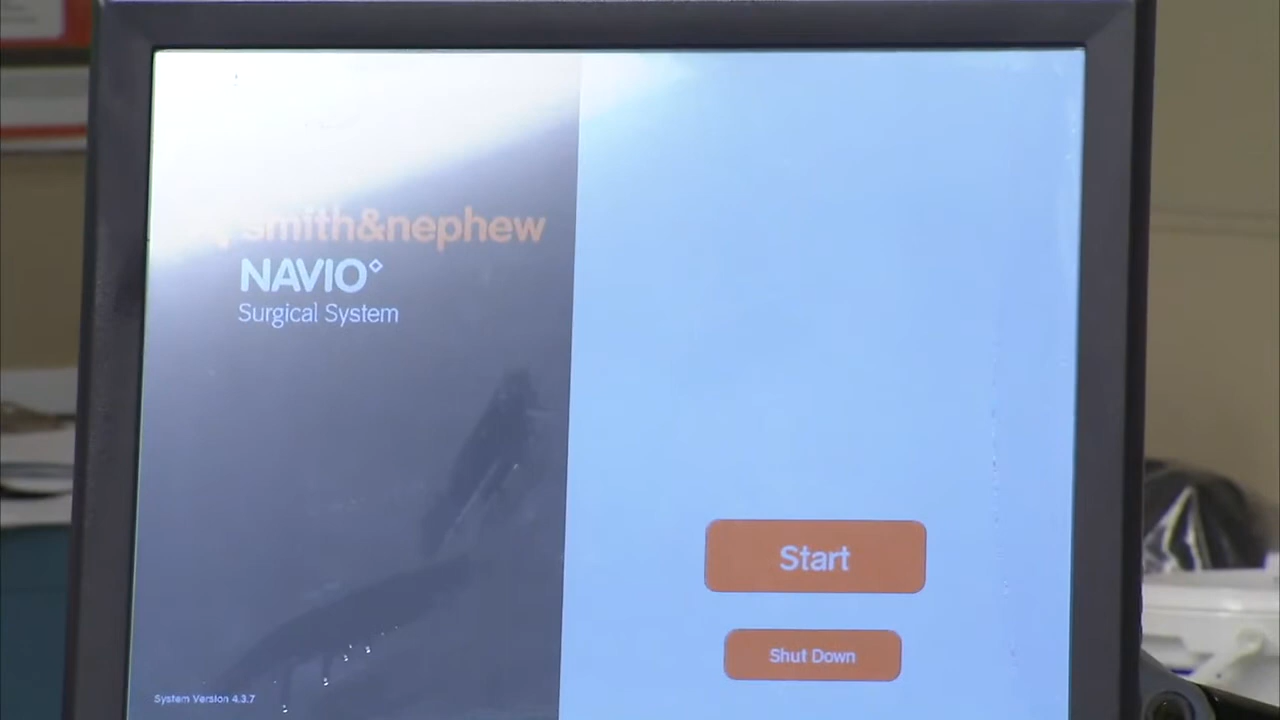 smith&nephew
NAVIO
Surgical System
Start
Shut Down
System Version 4.3.7